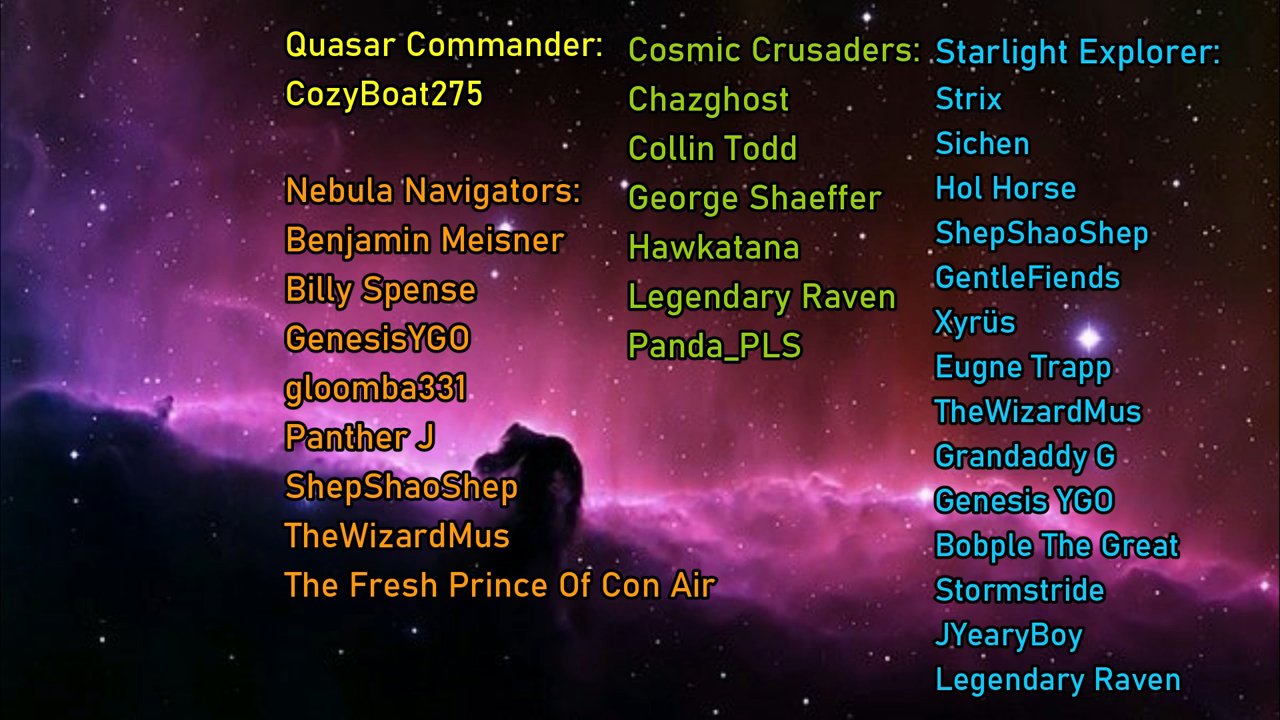 Quasar Commander:
CozyBoat275
Nebula Navigators:
Benjamin Meisner
Billy Spense
GenesisYGO
gloomba331
Panther J
ShepShaoShep
TheWizardMus
The Fresh Prince Of Con Air
Cosmic Crusaders:
Chazghost
Collin Todd
George Shaeffer
Hawkatana
Legendary Raven
Panda_PLS
Starlight Explorer:
Strix
Sichen
Hol Horse
ShepShaoShep
GentleFiends
Xyrüs
Eugne Trapp
TheWizardMus
Grandaddy G
Genesis YGO
Bobple The Great
Stormstride
JYearyBoy
Legendary Raven